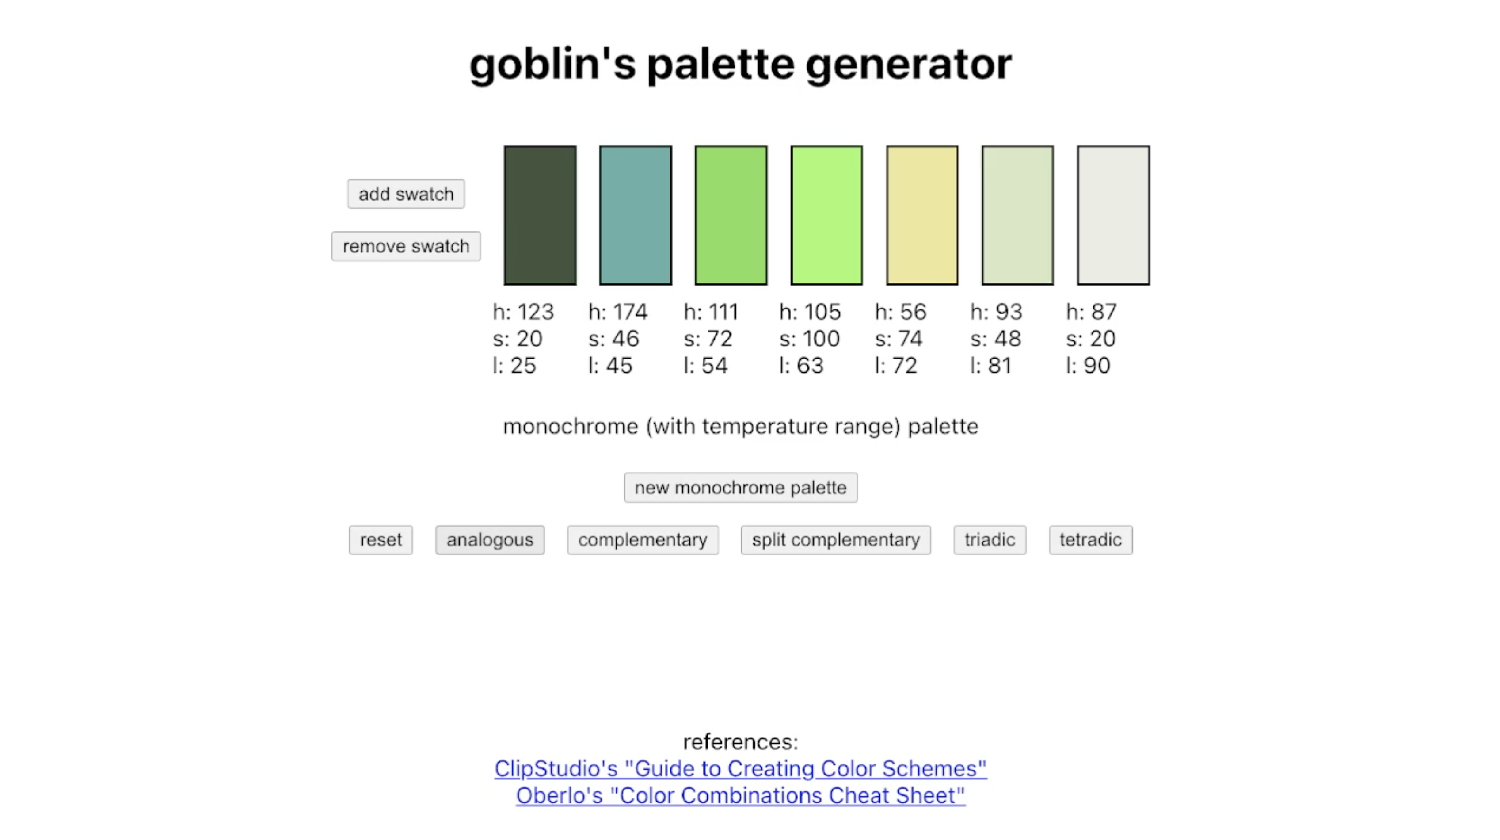 goblin's palette generator
add swatch
remove swatch
h: 123 h: 174 h: 111 h: 105 h: 56 h: 93 h: 87
s: 20 s: 46 s: 72 s: 100 s: 74 s: 48 s: 20
l: 25 l: 45 l: 54 l: 63 l: 72 l: 81 l: 90
monochrome (with temperature range) palette
new monochrome palette
reset analogous complementary split complementary triadic tetradic
references:
ClipStudio's "Guide to Creating Color Schemes"
Oberlo's "Color Combinations Cheat Sheet"